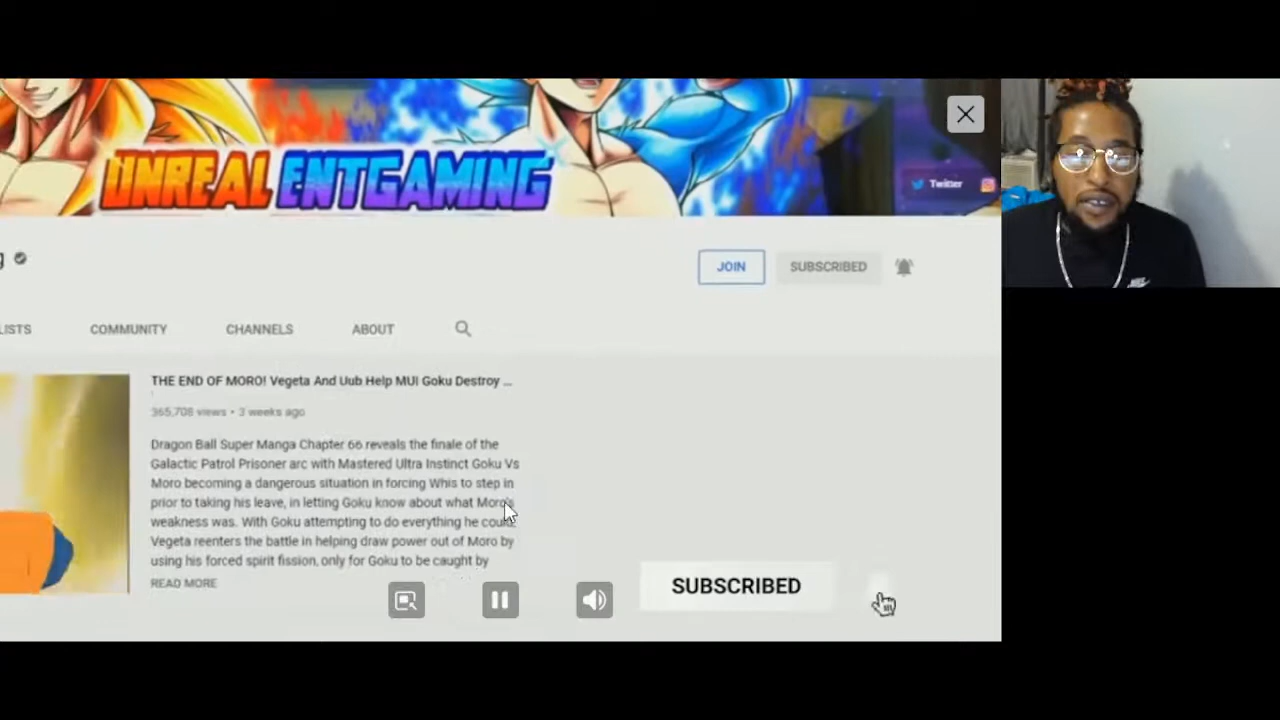 UNREAL ENTGAMING
Twitter
g
JOIN
SUBSCRIBED
LISTS
COMMUNITY
CHANNELS
ABOUT
THE END OF MORO! Vegeta And Uub Help MUI Goku Destroy ...
365,708 views • 3 weeks ago
Dragon Ball Super Manga Chapter 66 reveals the finale of the
Galactic Patrol Prisoner arc with Mastered Ultra Instinct Goku Vs
Moro becoming a dangerous situation in forcing Whis to step in
prior to taking his leave, in letting Goku know about what Moro's
weakness was. With Goku attempting to do everything he could,
Vegeta reenters the battle in helping draw power out of Moro by
using his forced spirit fission, only for Goku to be caught by
READ MORE
SUBSCRIBED